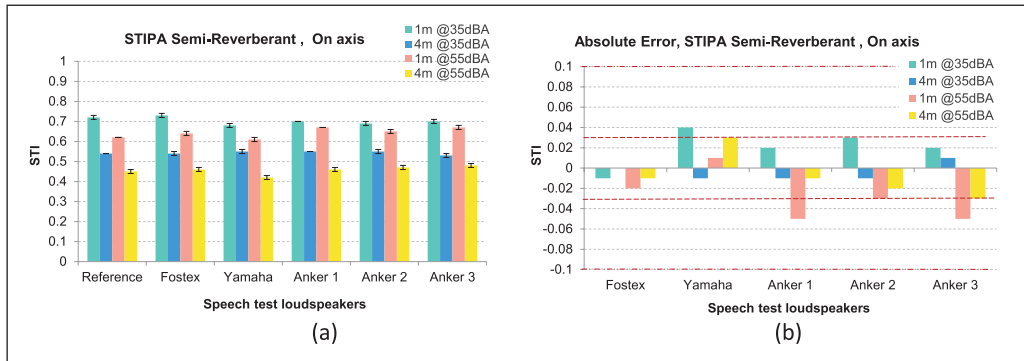 STIPA Semi-Reverberant , On axis
1m @35dBA
4m @35dBA
1m @55dBA
4m @55dBA
1
0.9
0.8
0.7
0.6
0.5
0.4
0.3
0.2
0.1
0
STI
Reference Fostex Yamaha Anker 1 Anker 2 Anker 3
Speech test loudspeakers
(a)
Absolute Error, STIPA Semi-Reverberant , On axis
1m @35dBA
4m @35dBA
1m @55dBA
4m @55dBA
0.1
0.08
0.06
0.04
0.02
0
-0.02
-0.04
-0.06
-0.08
-0.1
STI
Fostex Yamaha Anker 1 Anker 2 Anker 3
Speech test loudspeakers
(b)